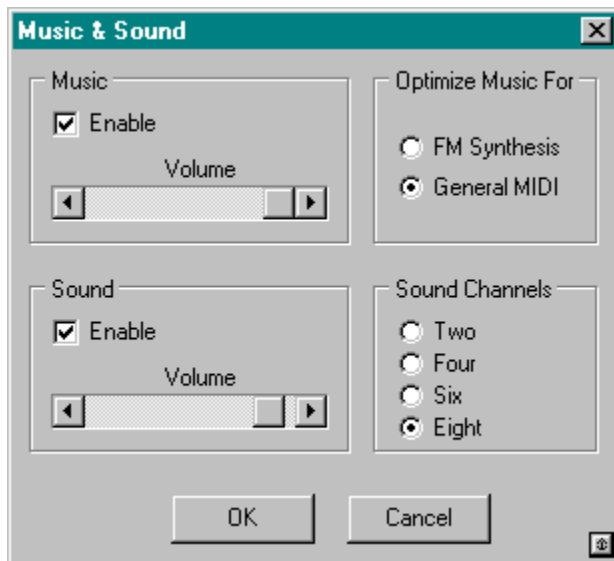 Music & Sound
Music
Enable
Volume
Optimize Music For
FM Synthesis
General MIDI
Sound
Enable
Volume
Sound Channels
Two
Four
Six
Eight
OK
Cancel